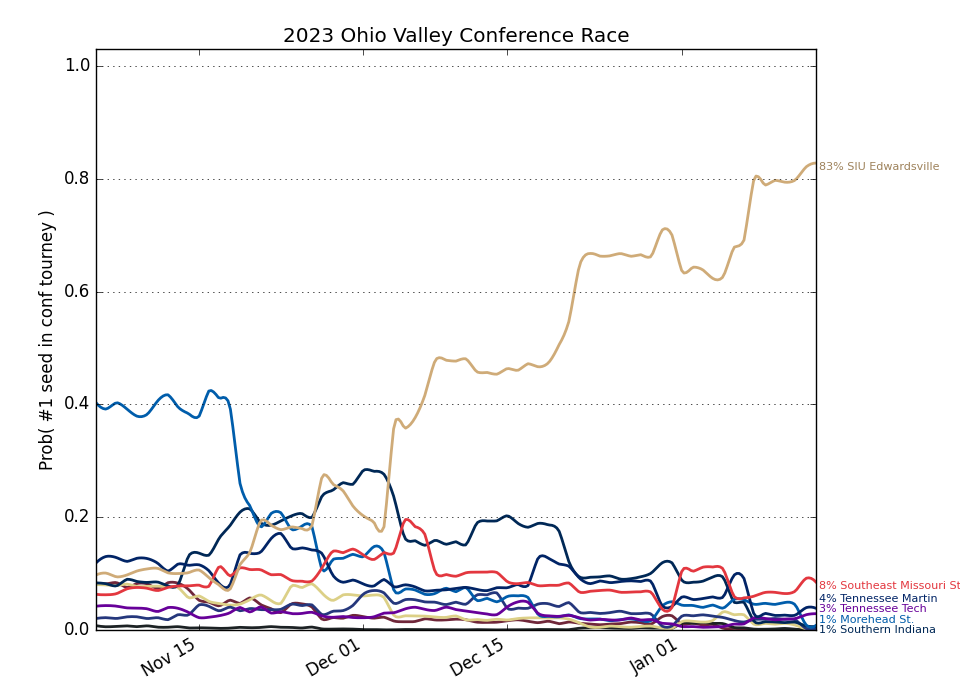 2023 Ohio Valley Conference Race
Prob( #1 seed in conf tourney )
1.0
0.8
0.6
0.4
0.2
0.0
Nov 15
Dec 01
Dec 15
Jan 01
83% SIU Edwardsville
8% Southeast Missouri St
4% Tennessee Martin
3% Tennessee Tech
1% Morehead St.
1% Southern Indiana